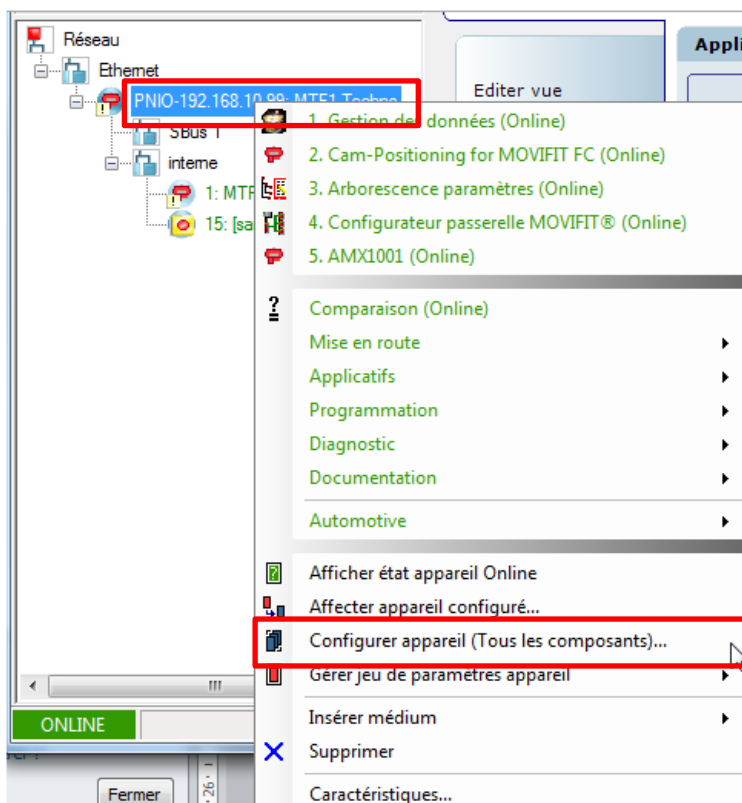 Réseau
Ethernet
PNIO-192.168.10.99: MTF1 Techno
SBus 1
interne
1: MTF
15: [sa
Editer vue
Appli
1. Gestion des données (Online)
2. Cam-Positioning for MOVIFIT FC (Online)
3. Arborescence paramètres (Online)
4. Configurateur passerelle MOVIFIT® (Online)
5. AMX1001 (Online)
Comparaison (Online)
Mise en route
Applicatifs
Programmation
Diagnostic
Documentation
Automotive
Afficher état appareil Online
Affecter appareil configuré...
Configurer appareil (Tous les composants)...
Gérer jeu de paramètres appareil
Insérer médium
Supprimer
Caractéristiques...
ONLINE
Fermer
26